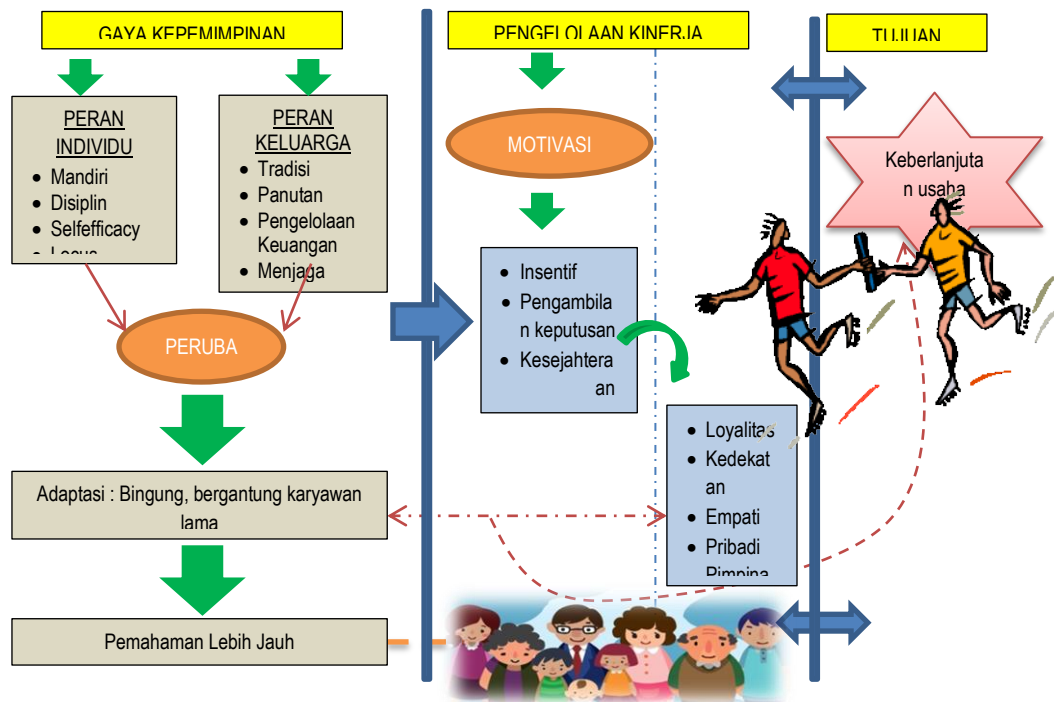 GAYA KEPEMIMPINAN
PENGELOLAAN KINERJA
TUJUAN
PERAN
INDIVIDU
• Mandiri
• Disiplin
• Selfefficacy
• Locus
PERAN
KELUARGA
• Tradisi
• Panutan
• Pengelolaan
Keuangan
• Menjaga
PERUBA
Adaptasi : Bingung, bergantung karyawan
lama
Pemahaman Lebih Jauh
MOTIVASI
• Insentif
• Pengambila
n keputusan
• Kesejahtera
an
• Loyalitas
• Kedekat
an
• Empati
• Pribadi
Pimpina
Keberlanjuta
n usaha